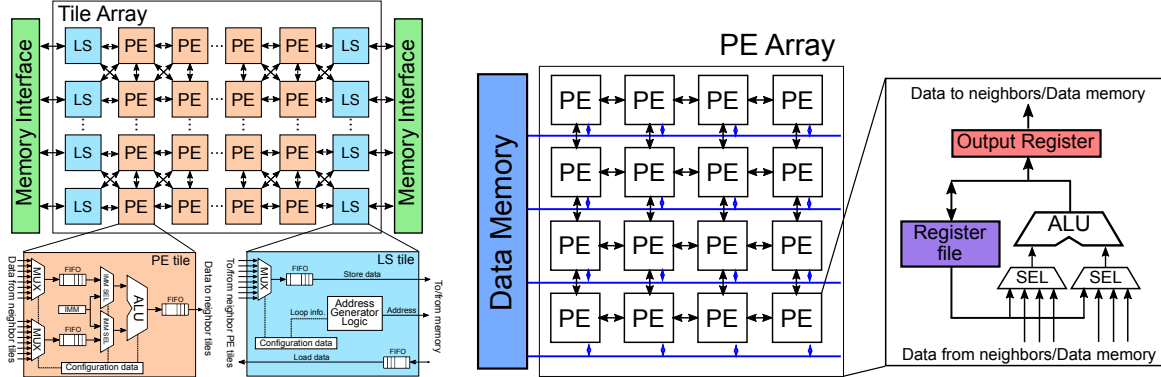 Tile Array
Memory Interface
LS PE PE PE PE LS
LS PE PE PE PE LS
LS PE PE PE PE LS
LS PE PE PE PE LS
Memory Interface
PE tile
Data from neighbor tiles
MUX
FIFO
IMM SEL
IMM
ALU
FIFO
MUX
FIFO
IMM SEL
Configuration data
Data to neighbor tiles
LS tile
To/from neighbor PE tiles
MUX
FIFO
Store data
Address
Generator
Logic
Loop info.
Address
Configuration data
Load data
FIFO
To/from memory
PE Array
Data Memory
PE PE PE PE
PE PE PE PE
PE PE PE PE
PE PE PE PE
Data to neighbors/Data memory
Output Register
Register
file
ALU
SEL SEL
Data from neighbors/Data memory